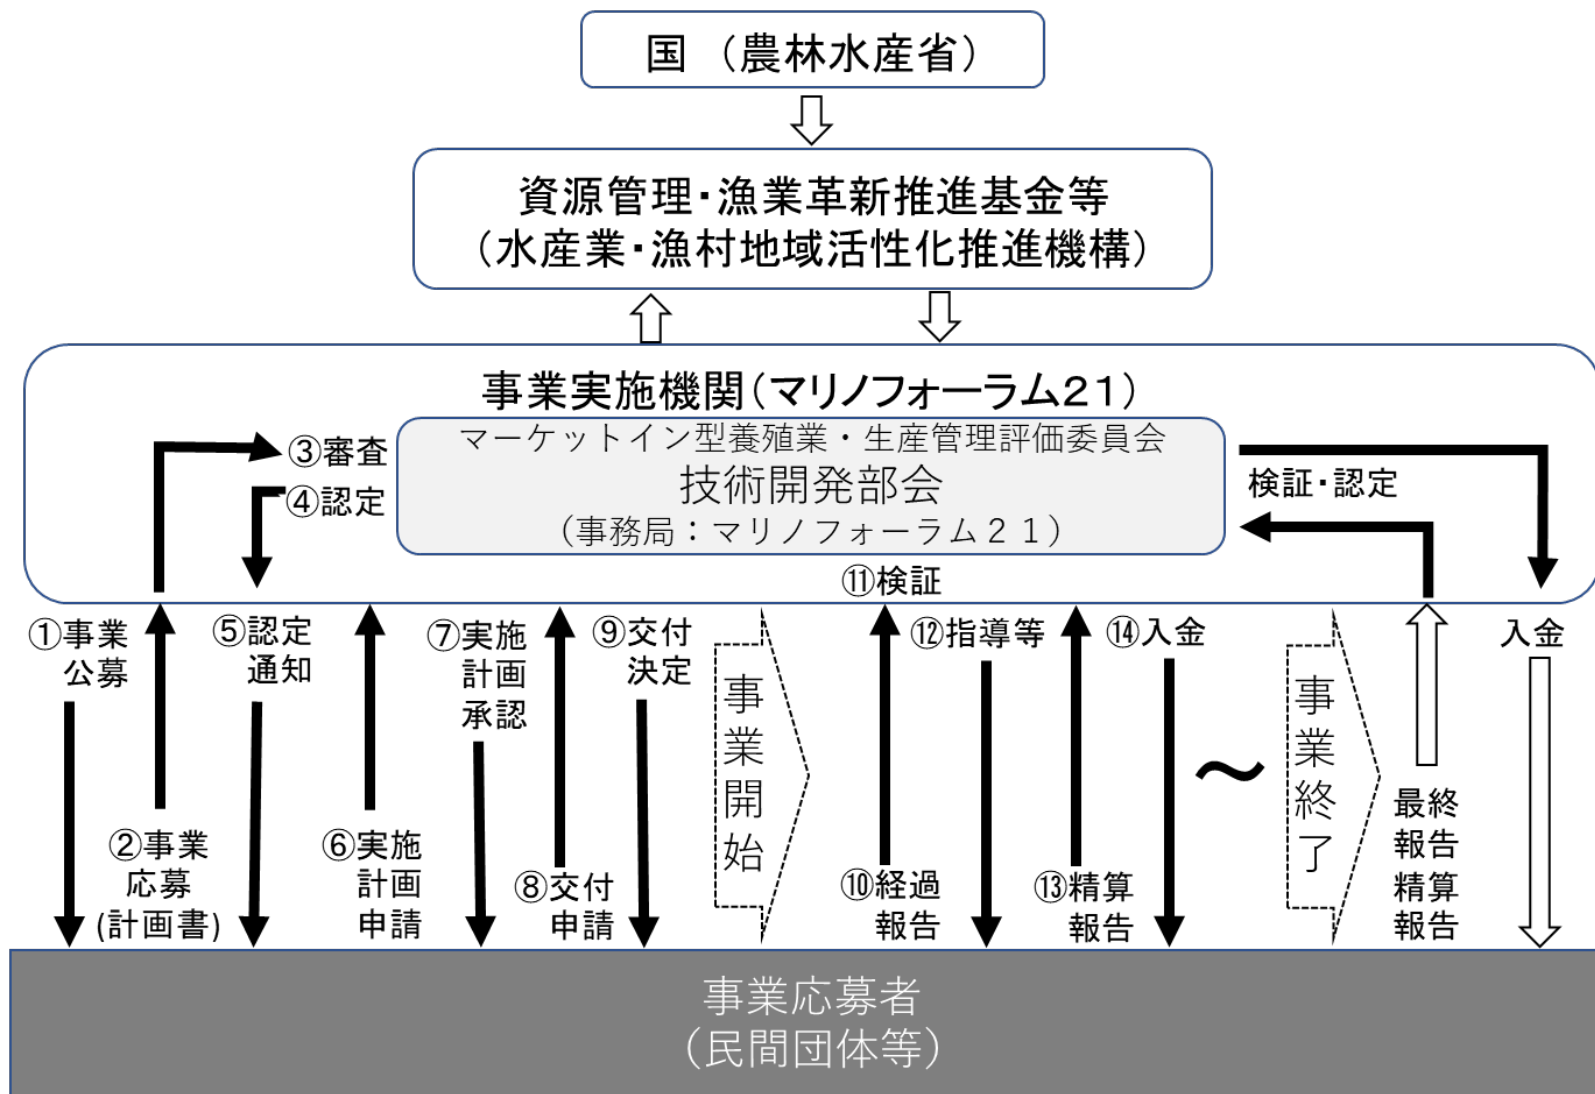 国 （農林水産省）
資源管理・漁業革新推進基金等
（水産業・漁村地域活性化推進機構）
事業実施機関（マリノフォーラム２１）
マーケットイン型養殖業・生産管理評価委員会
技術開発部会
（事務局：マリノフォーラム２１）
③審査
④認定
検証・認定
⑪検証
①事業
公募
②事業
応募
(計画書)
⑤認定
通知
⑥実施
計画
申請
⑦実施
計画
承認
⑧交付
申請
⑨交付
決定
事業開始
⑩経過
報告
⑫指導等
⑬精算
報告
⑭入金
～
事業終了
最終
報告
精算
報告
入金
事業応募者
（民間団体等）